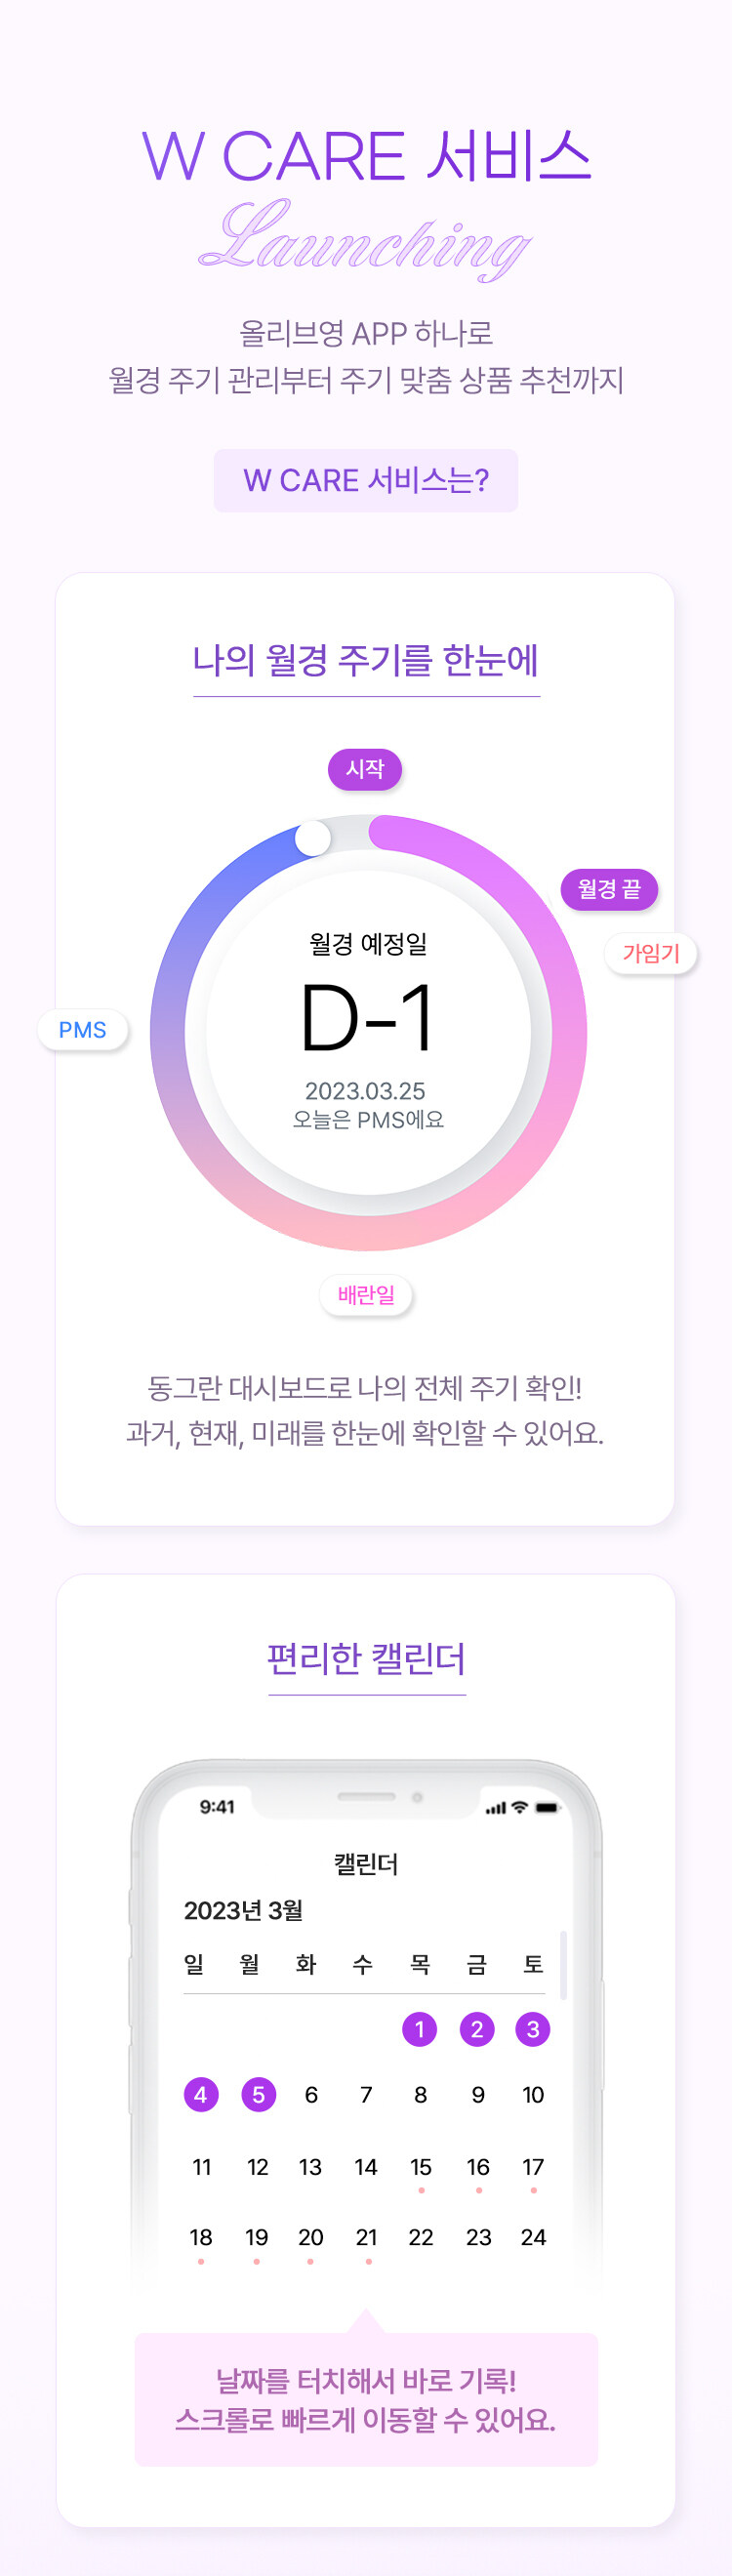 W CARE 서비스
Launching
올리브영 APP 하나로
월경 주기 관리부터 주기 맞춤 상품 추천까지
W CARE 서비스는?
나의 월경 주기를 한눈에
시작
월경 끝
가임기
월경 예정일
D-1
PMS
2023.03.25
오늘은 PMS에요
배란일
동그란 대시보드로 나의 전체 주기 확인!
과거, 현재, 미래를 한눈에 확인할 수 있어요.
편리한 캘린더
9:41
캘린더
2023년 3월
일 월 화 수 목 금 토
1 2 3
4 5 6 7 8 9 10
11 12 13 14 15 16 17
18 19 20 21 22 23 24
날짜를 터치해서 바로 기록!
스크롤로 빠르게 이동할 수 있어요.